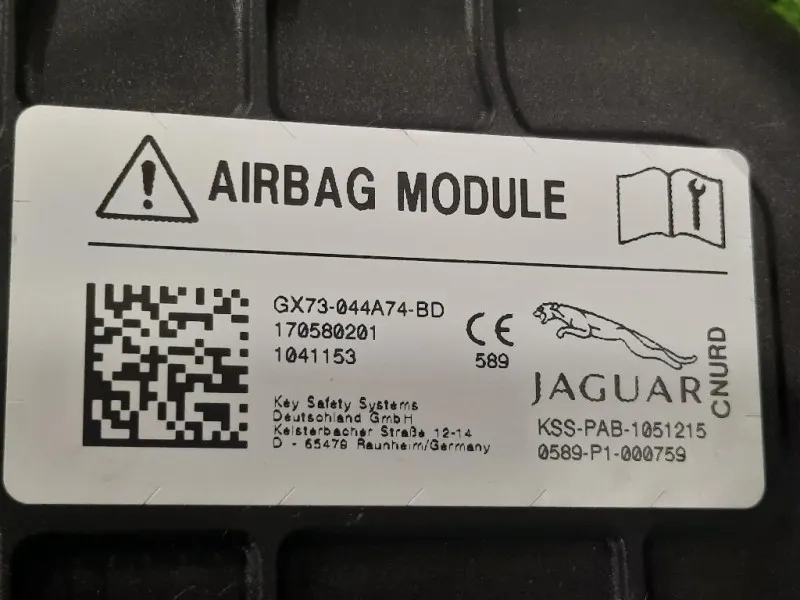 AIRBAG MODULE
GX73-044A74-BD
170580201
1041153
CE
589
JAGUAR
CNURD
KSS-PAB-1051215
0589-P1-000759
Key Safety Systems
Deutschland GmbH
Kelsterbacher Straße 12-14
D - 65479 Raunheim/Germany